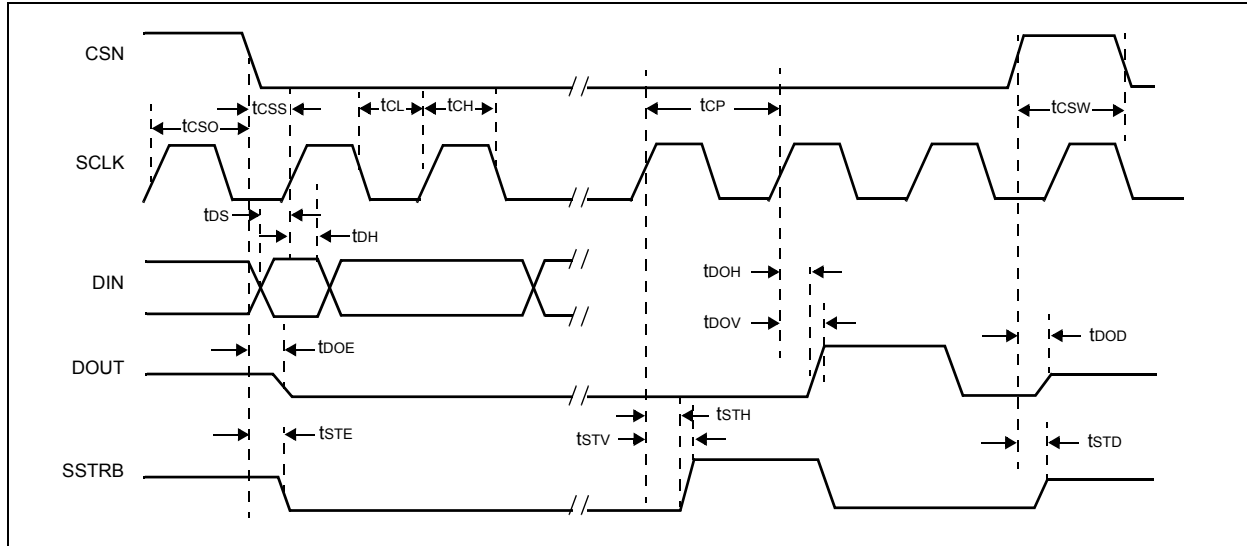 CSN
tCSS
tCL
tCH
tCP
tCSW
tCSO
SCLK
tDS
tDH
DIN
tDOH
tDOV
tDOE
tDOD
DOUT
tSTH
tSTE
tSTV
tSTD
SSTRB